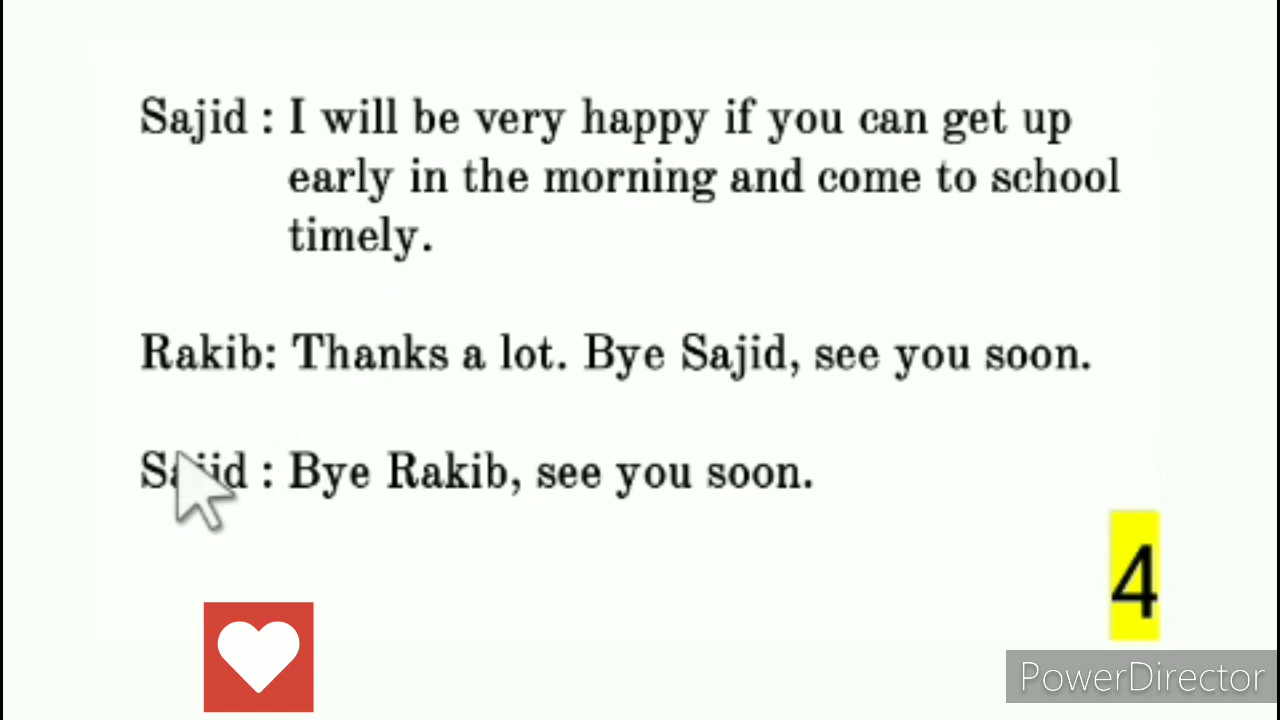 Sajid : I will be very happy if you can get up
early in the morning and come to school
timely.
Rakib: Thanks a lot. Bye Sajid, see you soon.
Sajid : Bye Rakib, see you soon.
4
PowerDirector